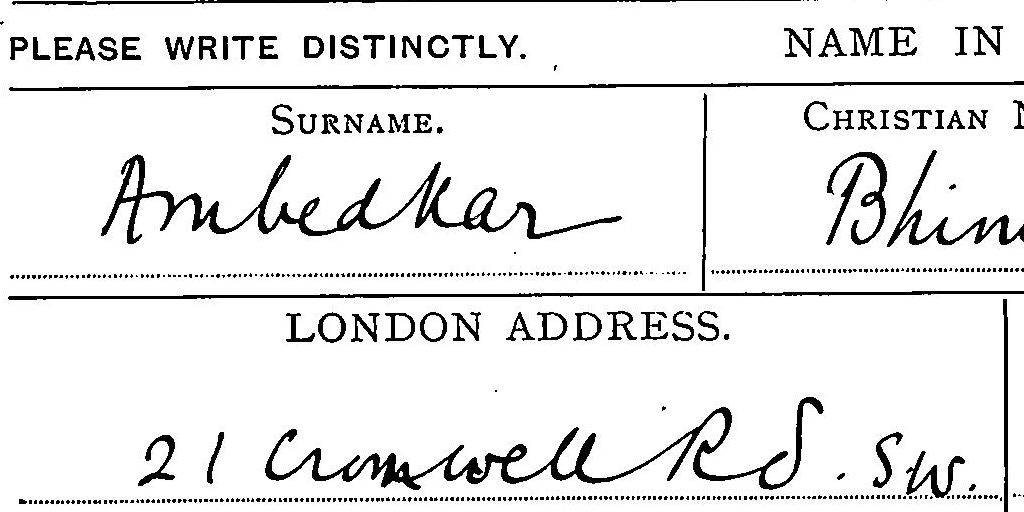 PLEASE WRITE DISTINCTLY. NAME IN
SURNAME. CHRISTIAN
Ambedkar
LONDON ADDRESS.
21 Cromwell Rd. SW.